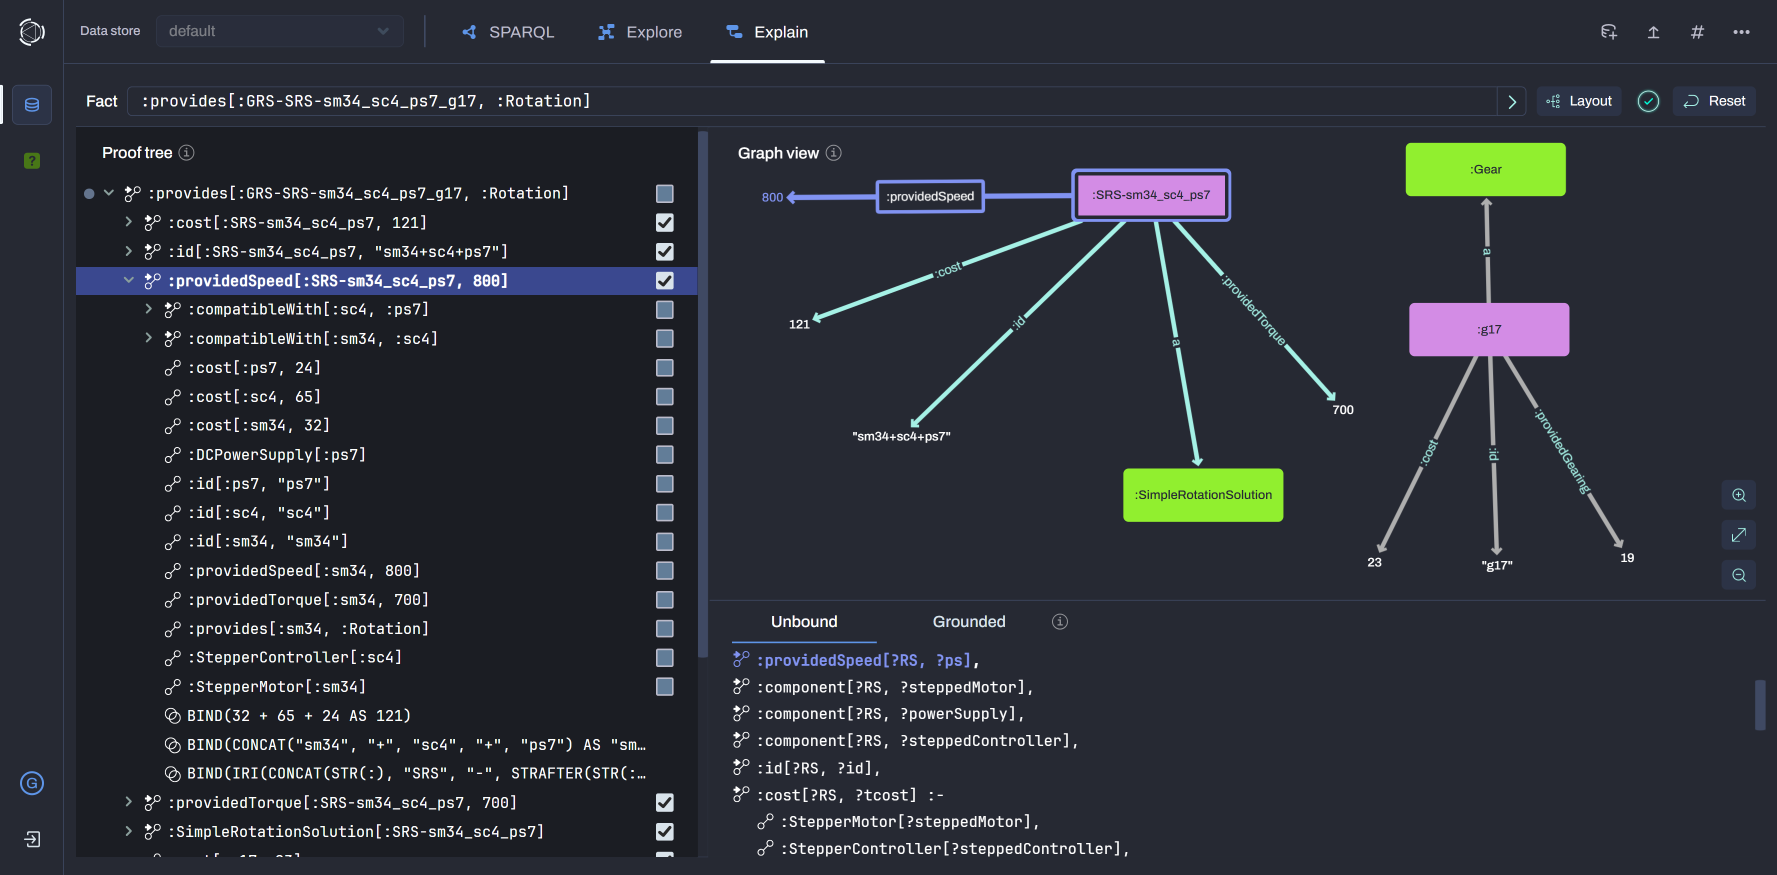 Data store
default
SPARQL
Explore
Explain
Fact
:provides[:GRS-SRS-sm34_sc4_ps7_g17, :Rotation]
Layout
Reset
Proof tree
:provides[:GRS-SRS-sm34_sc4_ps7_g17, :Rotation]
:cost[:SRS-sm34_sc4_ps7, 121]
:id[:SRS-sm34_sc4_ps7, "sm34+sc4+ps7"]
:providedSpeed[:SRS-sm34_sc4_ps7, 800]
:compatibleWith[:sc4, :ps7]
:compatibleWith[:sm34, :sc4]
:cost[:ps7, 24]
:cost[:sc4, 65]
:cost[:sm34, 32]
:DCPowerSupply[:ps7]
:id[:ps7, "ps7"]
:id[:sc4, "sc4"]
:id[:sm34, "sm34"]
:providedSpeed[:sm34, 800]
:providedTorque[:sm34, 700]
:provides[:sm34, :Rotation]
:StepperController[:sc4]
:StepperMotor[:sm34]
BIND(32 + 65 + 24 AS 121)
BIND(CONCAT("sm34", "+", "sc4", "+", "ps7") AS "sm…
BIND(IRI(CONCAT(STR(:), "SRS", "-", STRAFTER(STR(:…
:providedTorque[:SRS-sm34_sc4_ps7, 700]
:SimpleRotationSolution[:SRS-sm34_sc4_ps7]
Graph view
800
:providedSpeed
:SRS-sm34_sc4_ps7
:Gear
a
:cost
:providedTorque
:id
a
121
:g17
700
"sm34+sc4+ps7"
:cost
:id
:providedGearing
:SimpleRotationSolution
23
"g17"
19
Unbound
Grounded
:providedSpeed[?RS, ?ps],
:component[?RS, ?steppedMotor],
:component[?RS, ?powerSupply],
:component[?RS, ?steppedController],
:id[?RS, ?id],
:cost[?RS, ?tcost] :-
:StepperMotor[?steppedMotor],
:StepperController[?steppedController],
?
G